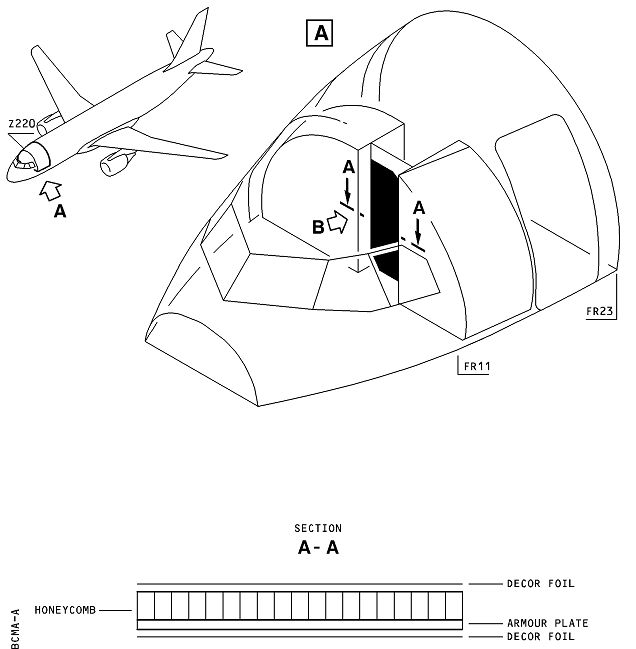 A
Z220
A
A
A
B
FR23
FR11
SECTION
A-A
DECOR FOIL
HONEYCOMB
ARMOUR PLATE
DECOR FOIL
BCMA-A